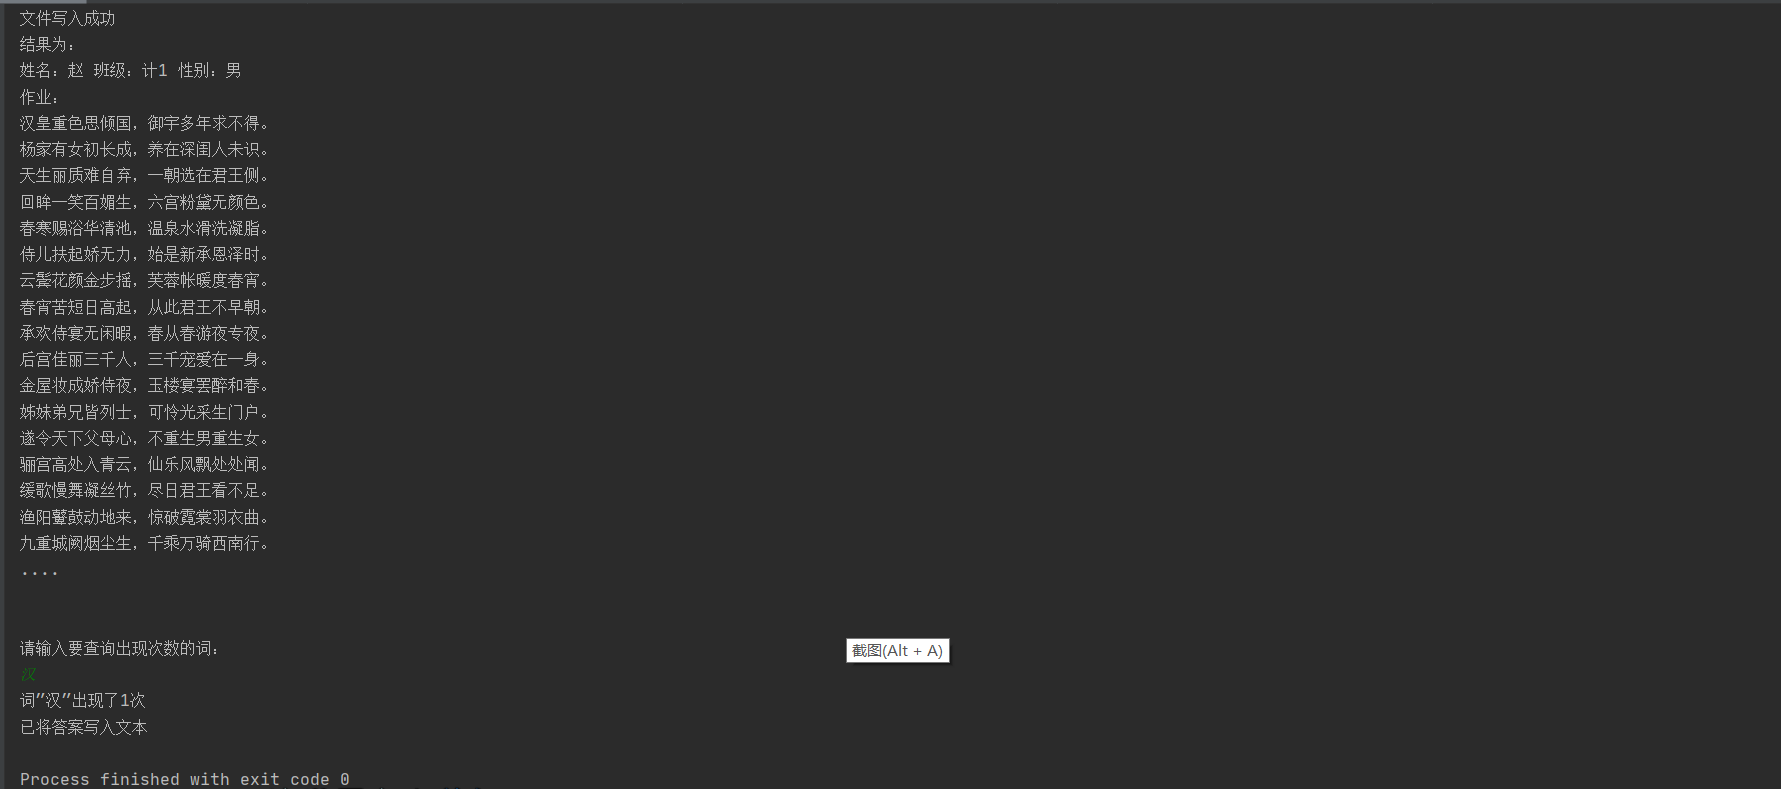 文件写入成功
结果为：
姓名：赵 班级：计1 性别：男
作业：
汉皇重色思倾国，御宇多年求不得。
杨家有女初长成，养在深闺人未识。
天生丽质难自弃，一朝选在君王侧。
回眸一笑百媚生，六宫粉黛无颜色。
春寒赐浴华清池，温泉水滑洗凝脂。
侍儿扶起娇无力，始是新承恩泽时。
云鬓花颜金步摇，芙蓉帐暖度春宵。
春宵苦短日高起，从此君王不早朝。
承欢侍宴无闲暇，春从春游夜专夜。
后宫佳丽三千人，三千宠爱在一身。
金屋妆成娇侍夜，玉楼宴罢醉和春。
姊妹弟兄皆列士，可怜光采生门户。
遂令天下父母心，不重生男重生女。
骊宫高处入青云，仙乐风飘处处闻。
缓歌慢舞凝丝竹，尽日君王看不足。
渔阳鼙鼓动地来，惊破霓裳羽衣曲。
九重城阙烟尘生，千乘万骑西南行。
....
请输入要查询出现次数的词：
截图(Alt + A)
汉
词"汉"出现了1次
已将答案写入文本
Process finished with exit code 0